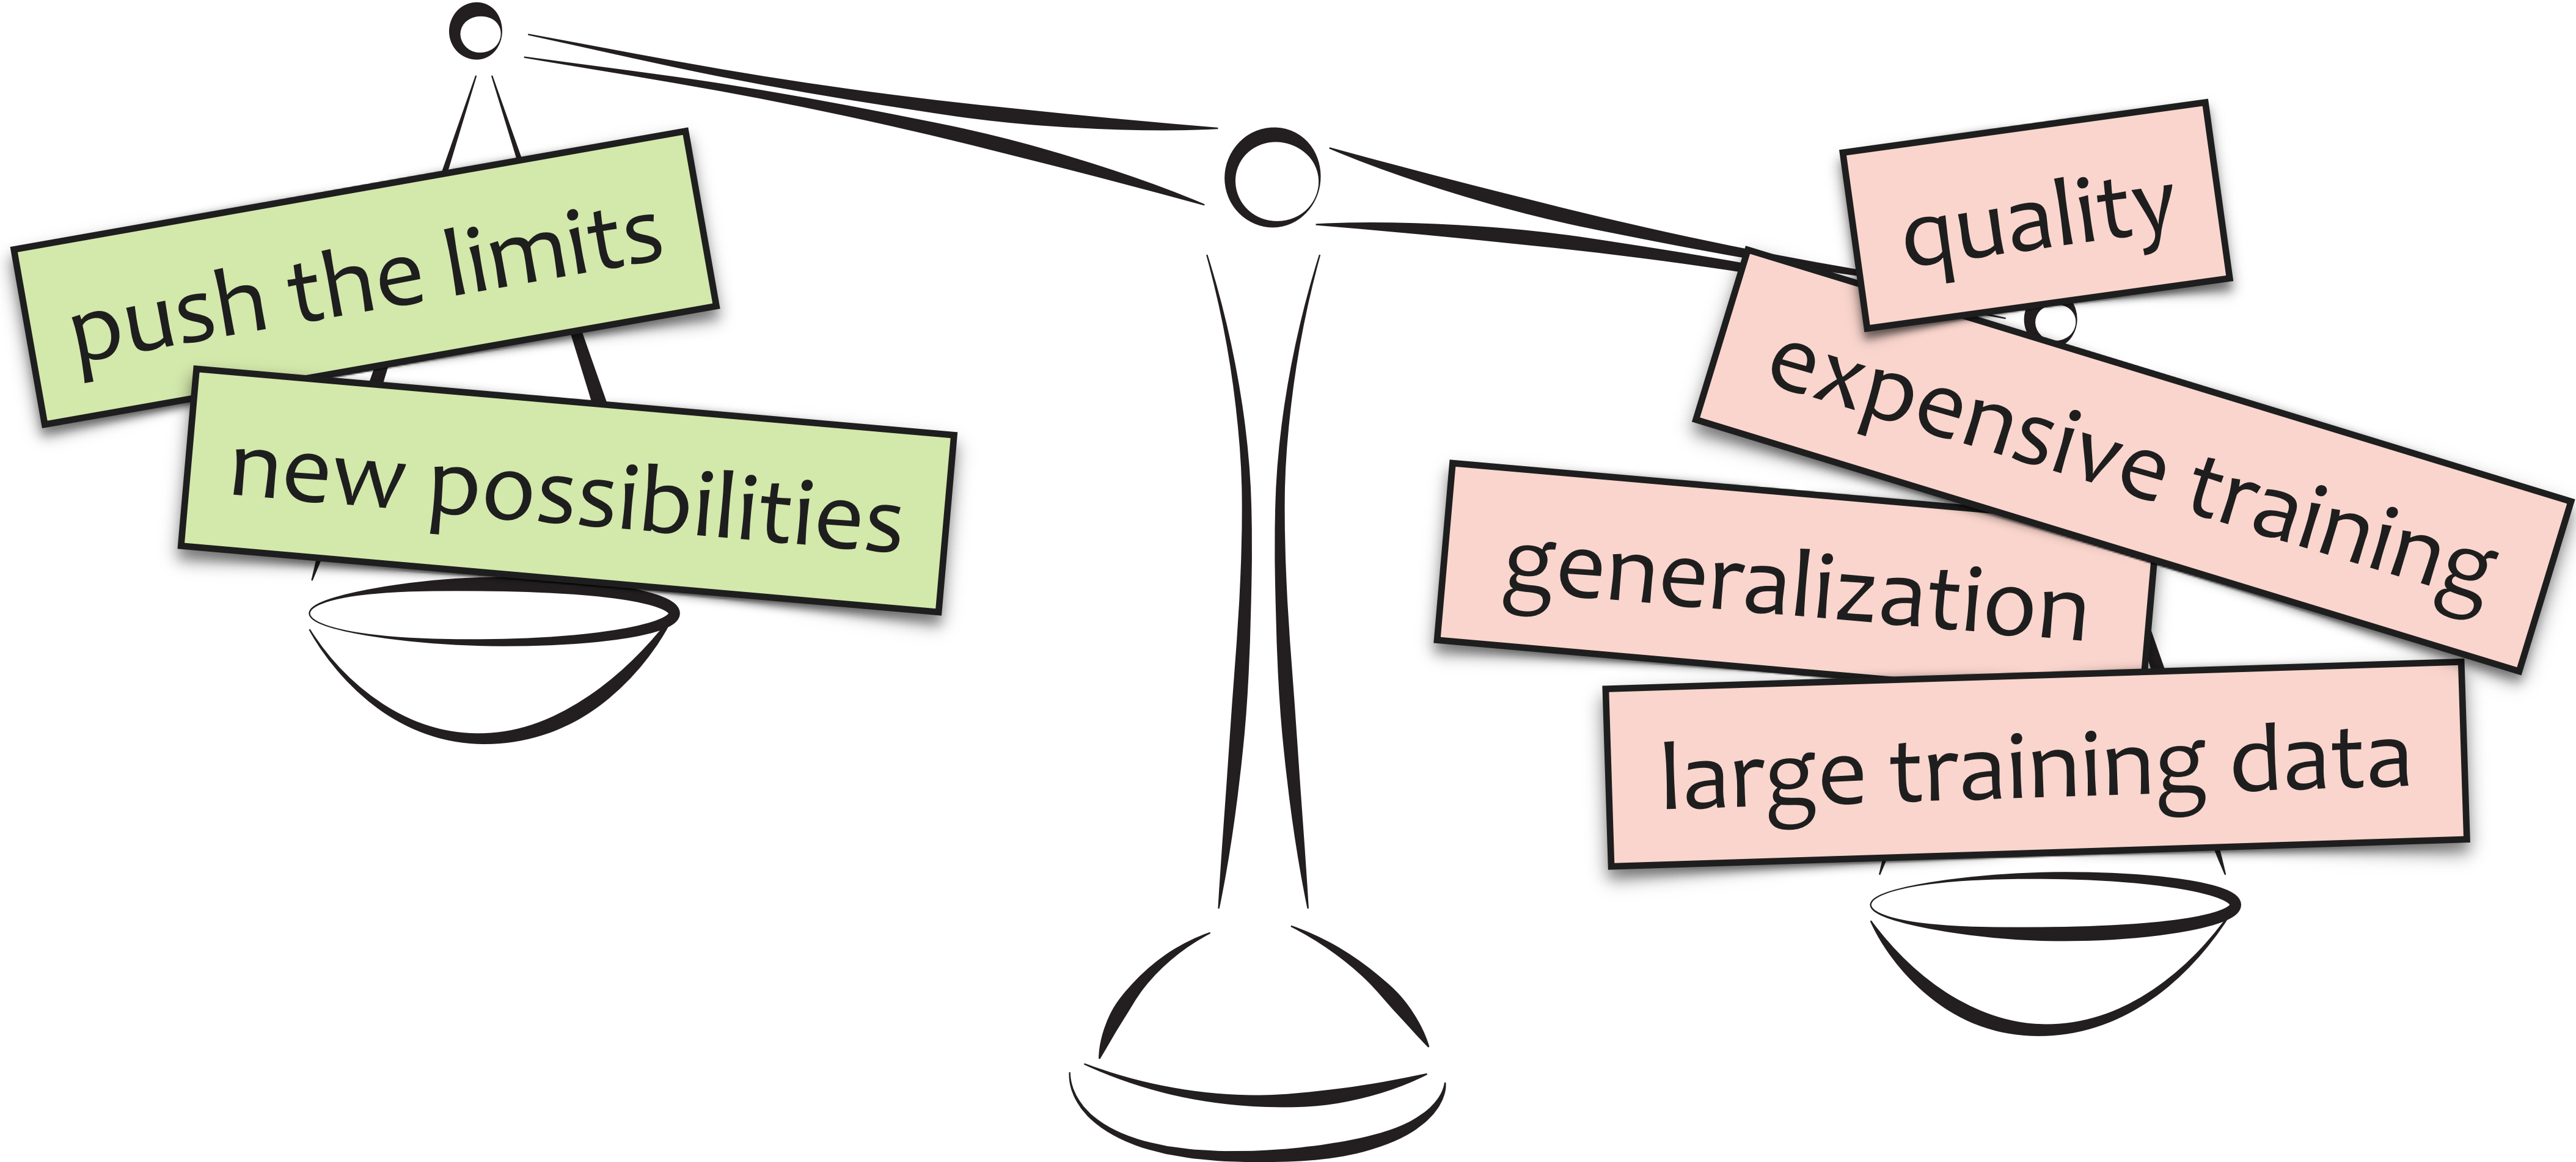 push the limits
new possibilities
quality
expensive training
generalization
large training data